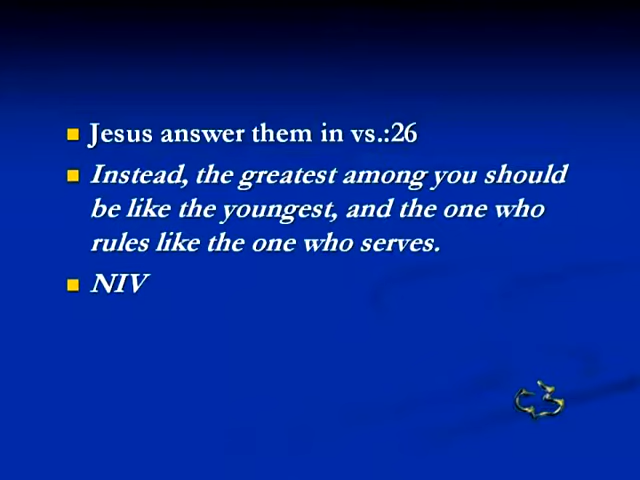 Jesus answer them in vs.:26
Instead, the greatest among you should
be like the youngest, and the one who
rules like the one who serves.
NIV